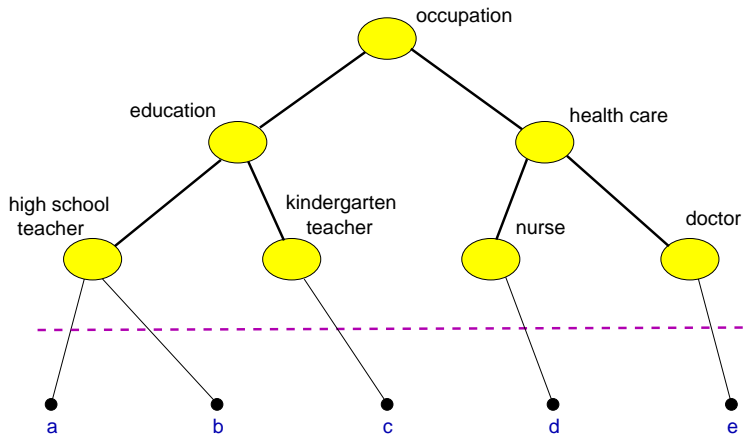 occupation
education
health care
high school
teacher
kindergarten
teacher
nurse
doctor
a
b
c
d
e